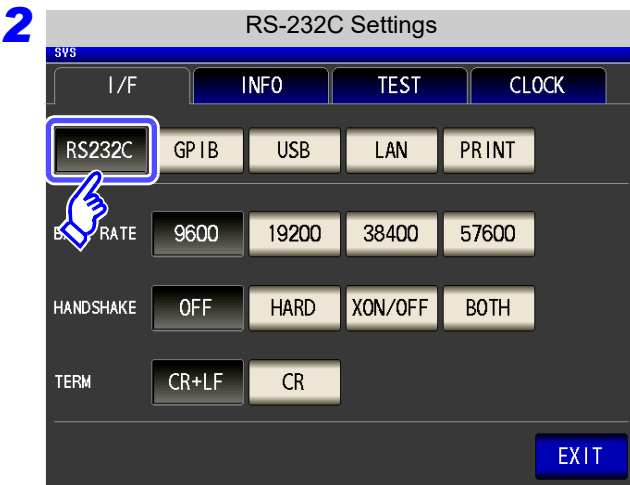 2
RS-232C Settings
SYS
I/F INFO TEST CLOCK
RS232C GPIB USB LAN PRINT
RATE 9600 19200 38400 57600
HANDSHAKE OFF HARD XON/OFF BOTH
TERM CR+LF CR
EXIT